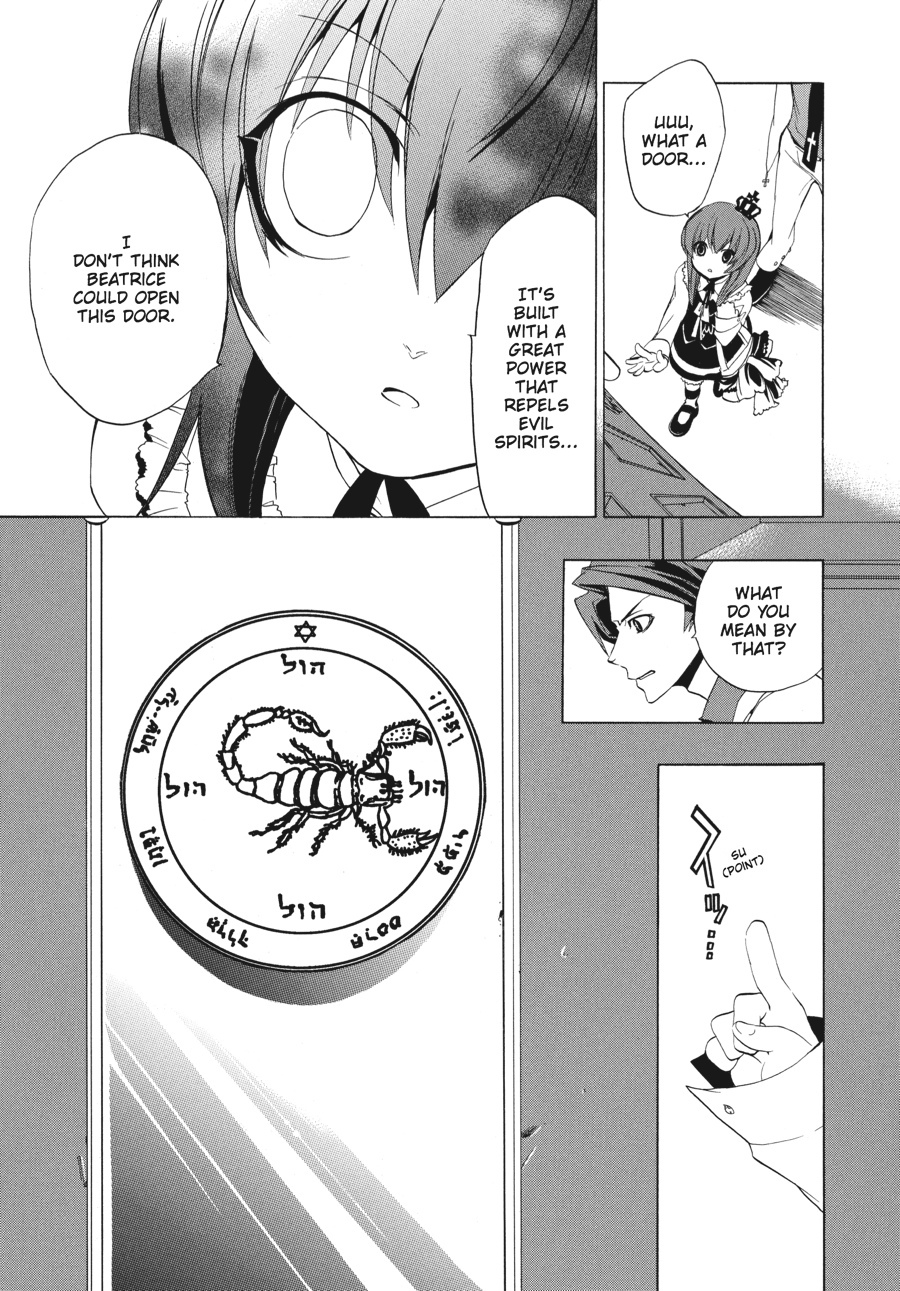 UUU,
WHAT A
DOOR...
IT'S
BUILT
WITH A
GREAT
POWER
THAT
REPELS
EVIL
SPIRITS...
I
DON'T THINK
BEATRICE
COULD OPEN
THIS DOOR.
WHAT
DO YOU
MEAN BY
THAT?
スイッ...
SU
(POINT)
הול
הול
הול
הול